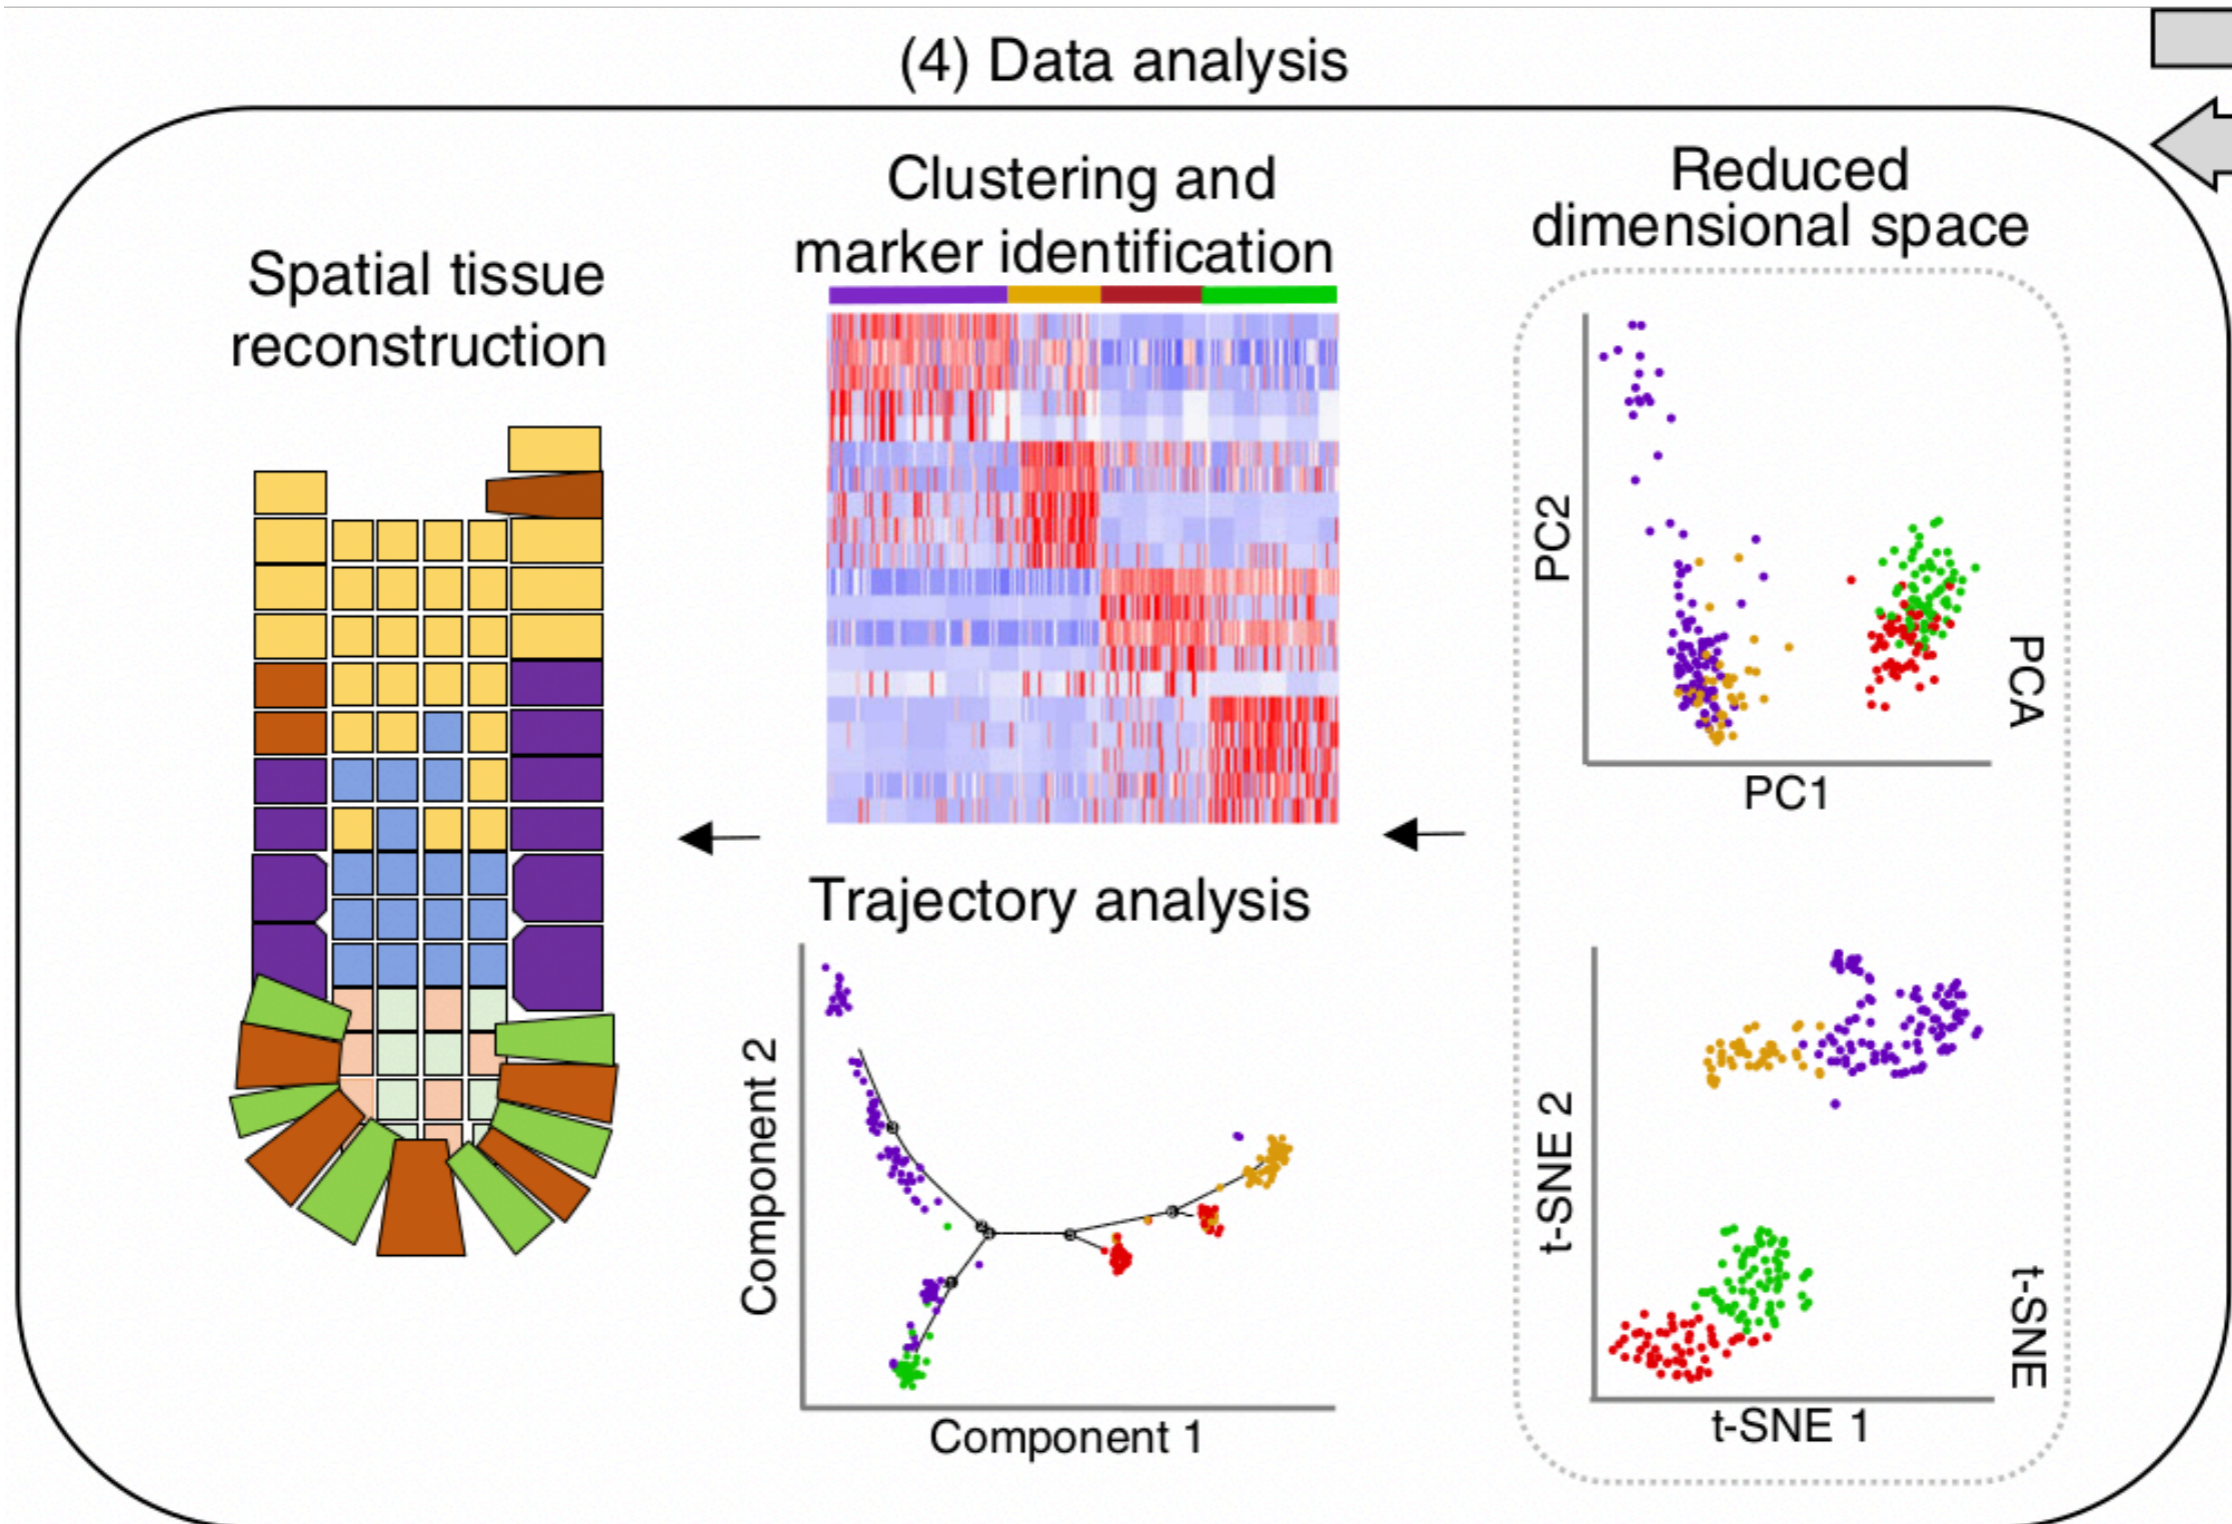 (4) Data analysis
Spatial tissue
reconstruction
Clustering and
marker identification
Reduced
dimensional space
PC2
PCA
PC1
Trajectory analysis
Component 2
Component 1
t-SNE 2
t-SNE
t-SNE 1